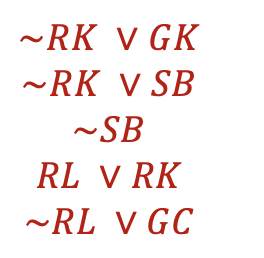 ~RK ∨ GK
~RK ∨ SB
~SB
RL ∨ RK
~RL ∨ GC